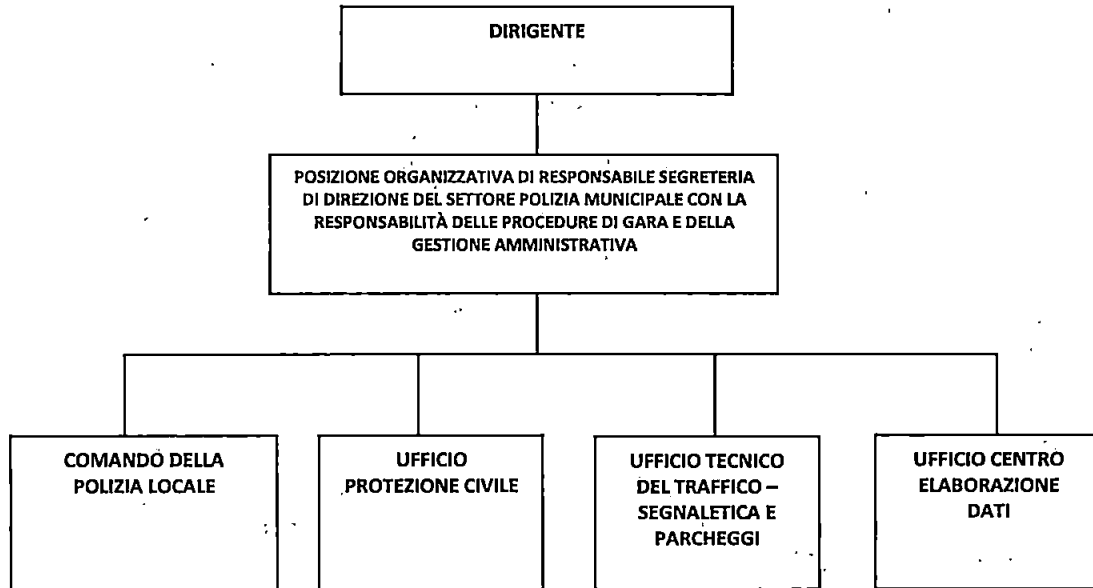 DIRIGENTE
POSIZIONE ORGANIZZATIVA DI RESPONSABILE SEGRETERIA
DI DIREZIONE DEL SETTORE POLIZIA MUNICIPALE CON LA
RESPONSABILITÀ DELLE PROCEDURE DI GARA E DELLA
GESTIONE AMMINISTRATIVA
COMANDO DELLA
POLIZIA LOCALE
UFFICIO
PROTEZIONE CIVILE
UFFICIO TECNICO
DEL TRAFFICO –
SEGNALETICA E
PARCHEGGI
UFFICIO CENTRO
ELABORAZIONE
DATI